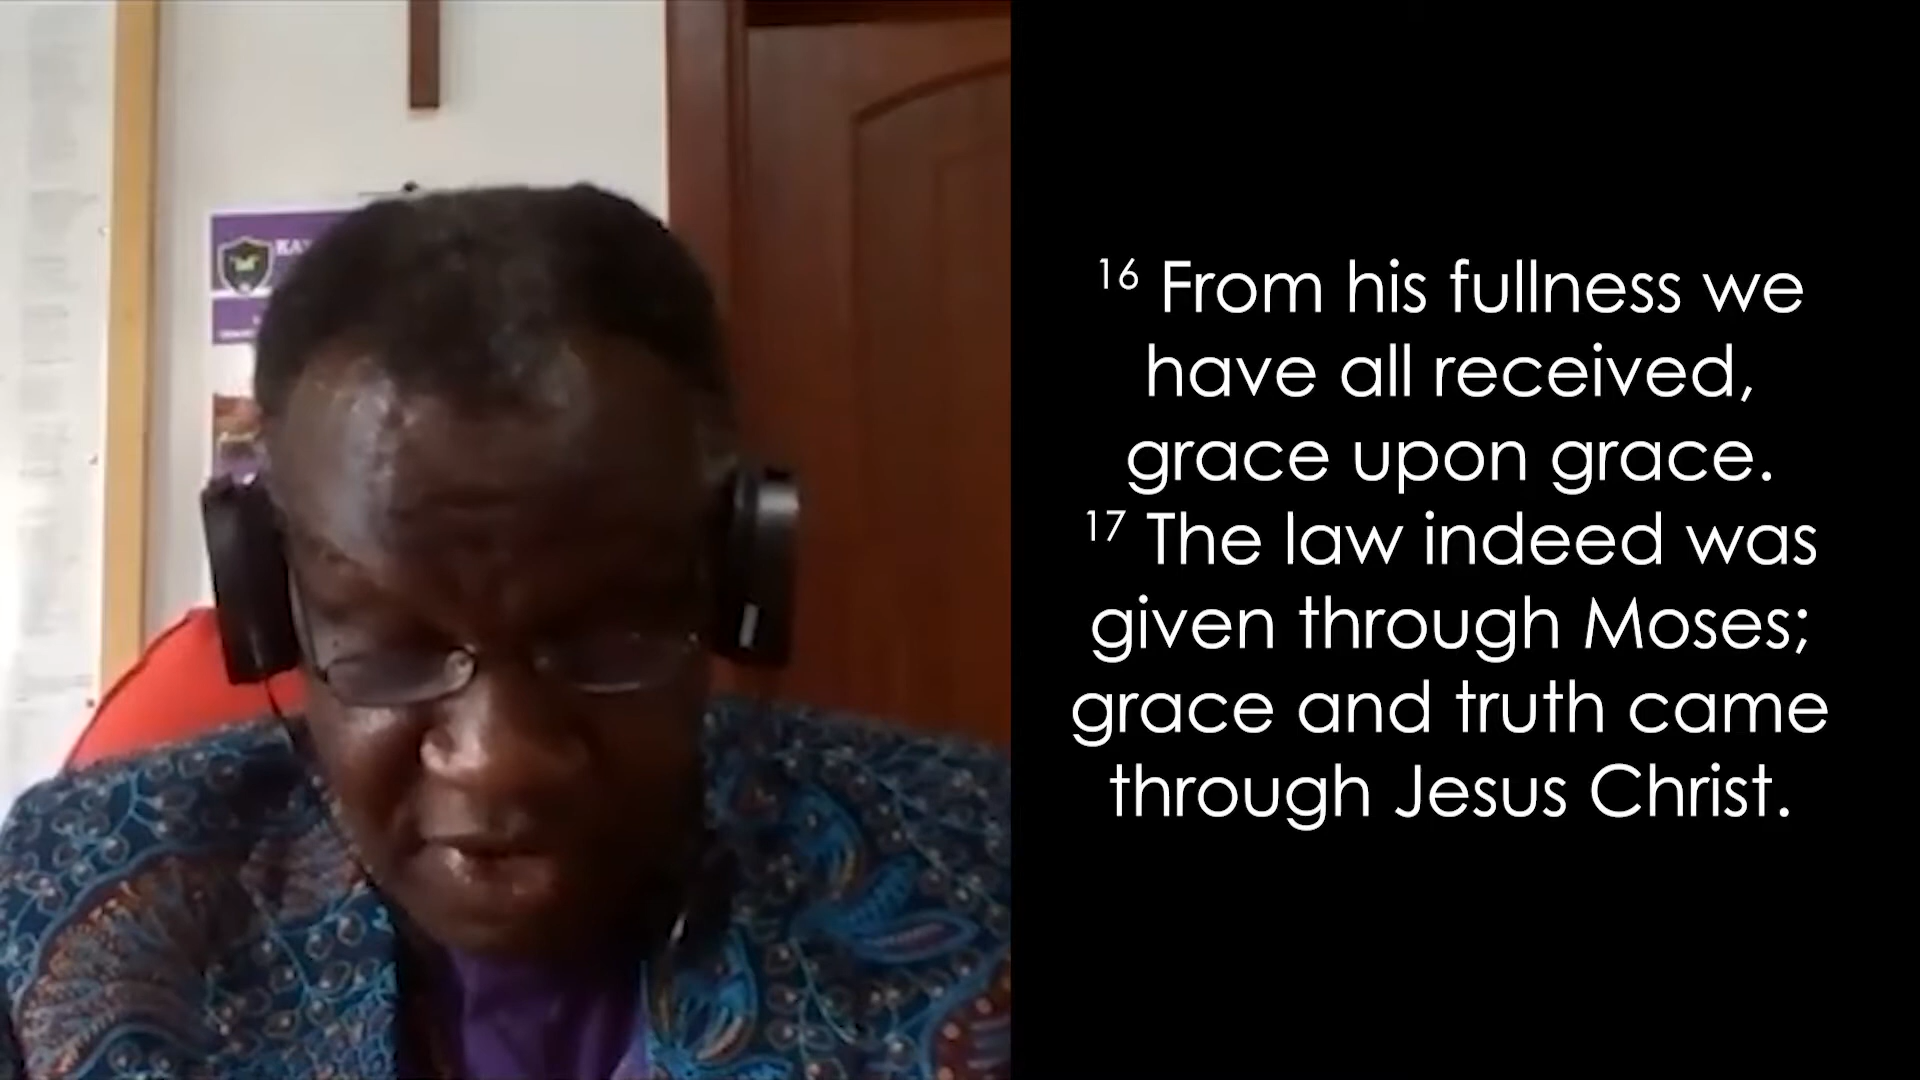 KAY
16 From his fullness we
have all received,
grace upon grace.
17 The law indeed was
given through Moses;
grace and truth came
through Jesus Christ.